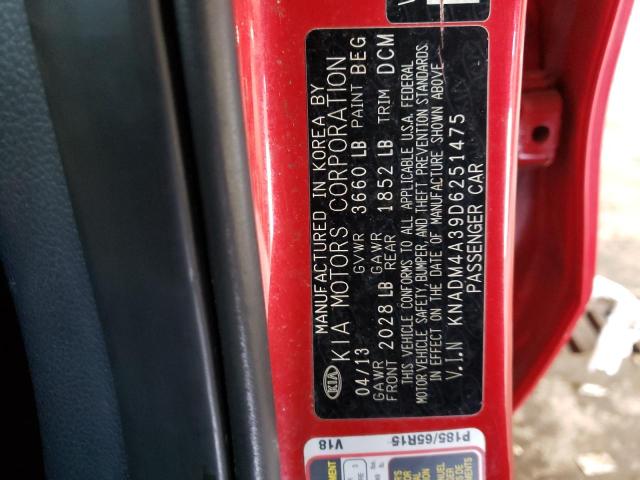 MANUFACTURED IN KOREA BY
KIA KIA MOTORS CORPORATION
04/13 GVWR 3660 LB PAINT BEG
GAWR FRONT 2028 LB GAWR REAR 1852 LB TRIM DCM
THIS VEHICLE CONFORMS TO ALL APPLICABLE U.S.A. FEDERAL
MOTOR VEHICLE SAFETY, BUMPER, AND THEFT PREVENTION STANDARDS
IN EFFECT ON THE DATE OF MANUFACTURE SHOWN ABOVE.
V.I.N KNADM4A39D6251475
PASSENGER CAR
V18
P185/65R15